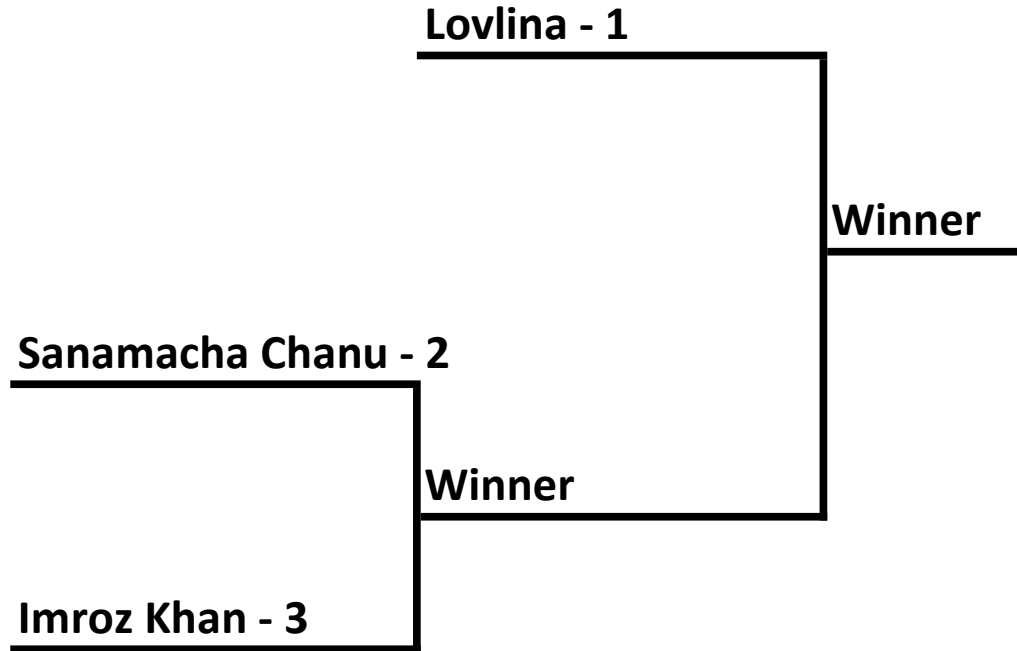 Lovlina - 1
Winner
Sanamacha Chanu - 2
Winner
Imroz Khan - 3